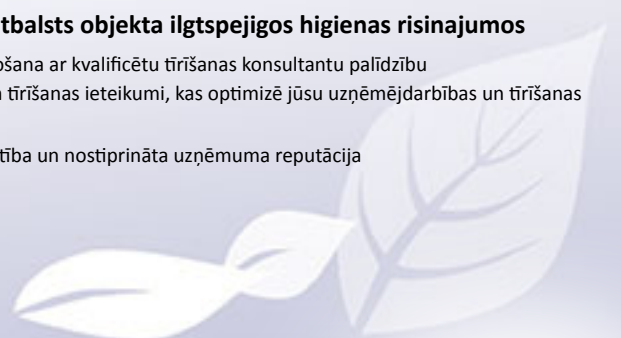 tbalsts objekta ilgtspejigos higienas risinajumos
ošana ar kvalificētu tīrīšanas konsultantu palīdzību
tīrīšanas ieteikumi, kas optimizē jūsu uzņēmējdarbības un tīrīšanas
tība un nostiprināta uzņēmuma reputācija